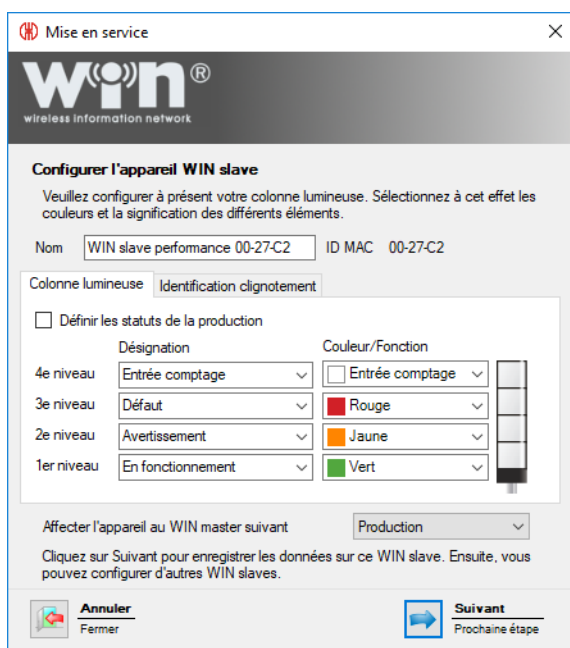 Mise en service
WIN®
wireless information network
Configurer l'appareil WIN slave
Veuillez configurer à présent votre colonne lumineuse. Sélectionnez à cet effet les
couleurs et la signification des différents éléments.
Nom WIN slave performance 00-27-C2 ID MAC 00-27-C2
Colonne lumineuse Identification clignotement
Définir les statuts de la production
Désignation Couleur/Fonction
4e niveau Entrée comptage Entrée comptage
3e niveau Défaut Rouge
2e niveau Avertissement Jaune
1er niveau En fonctionnement Vert
Affecter l'appareil au WIN master suivant Production
Cliquez sur Suivant pour enregistrer les données sur ce WIN slave. Ensuite, vous
pouvez configurer d'autres WIN slaves.
Annuler Suivant
Fermer Prochaine étape